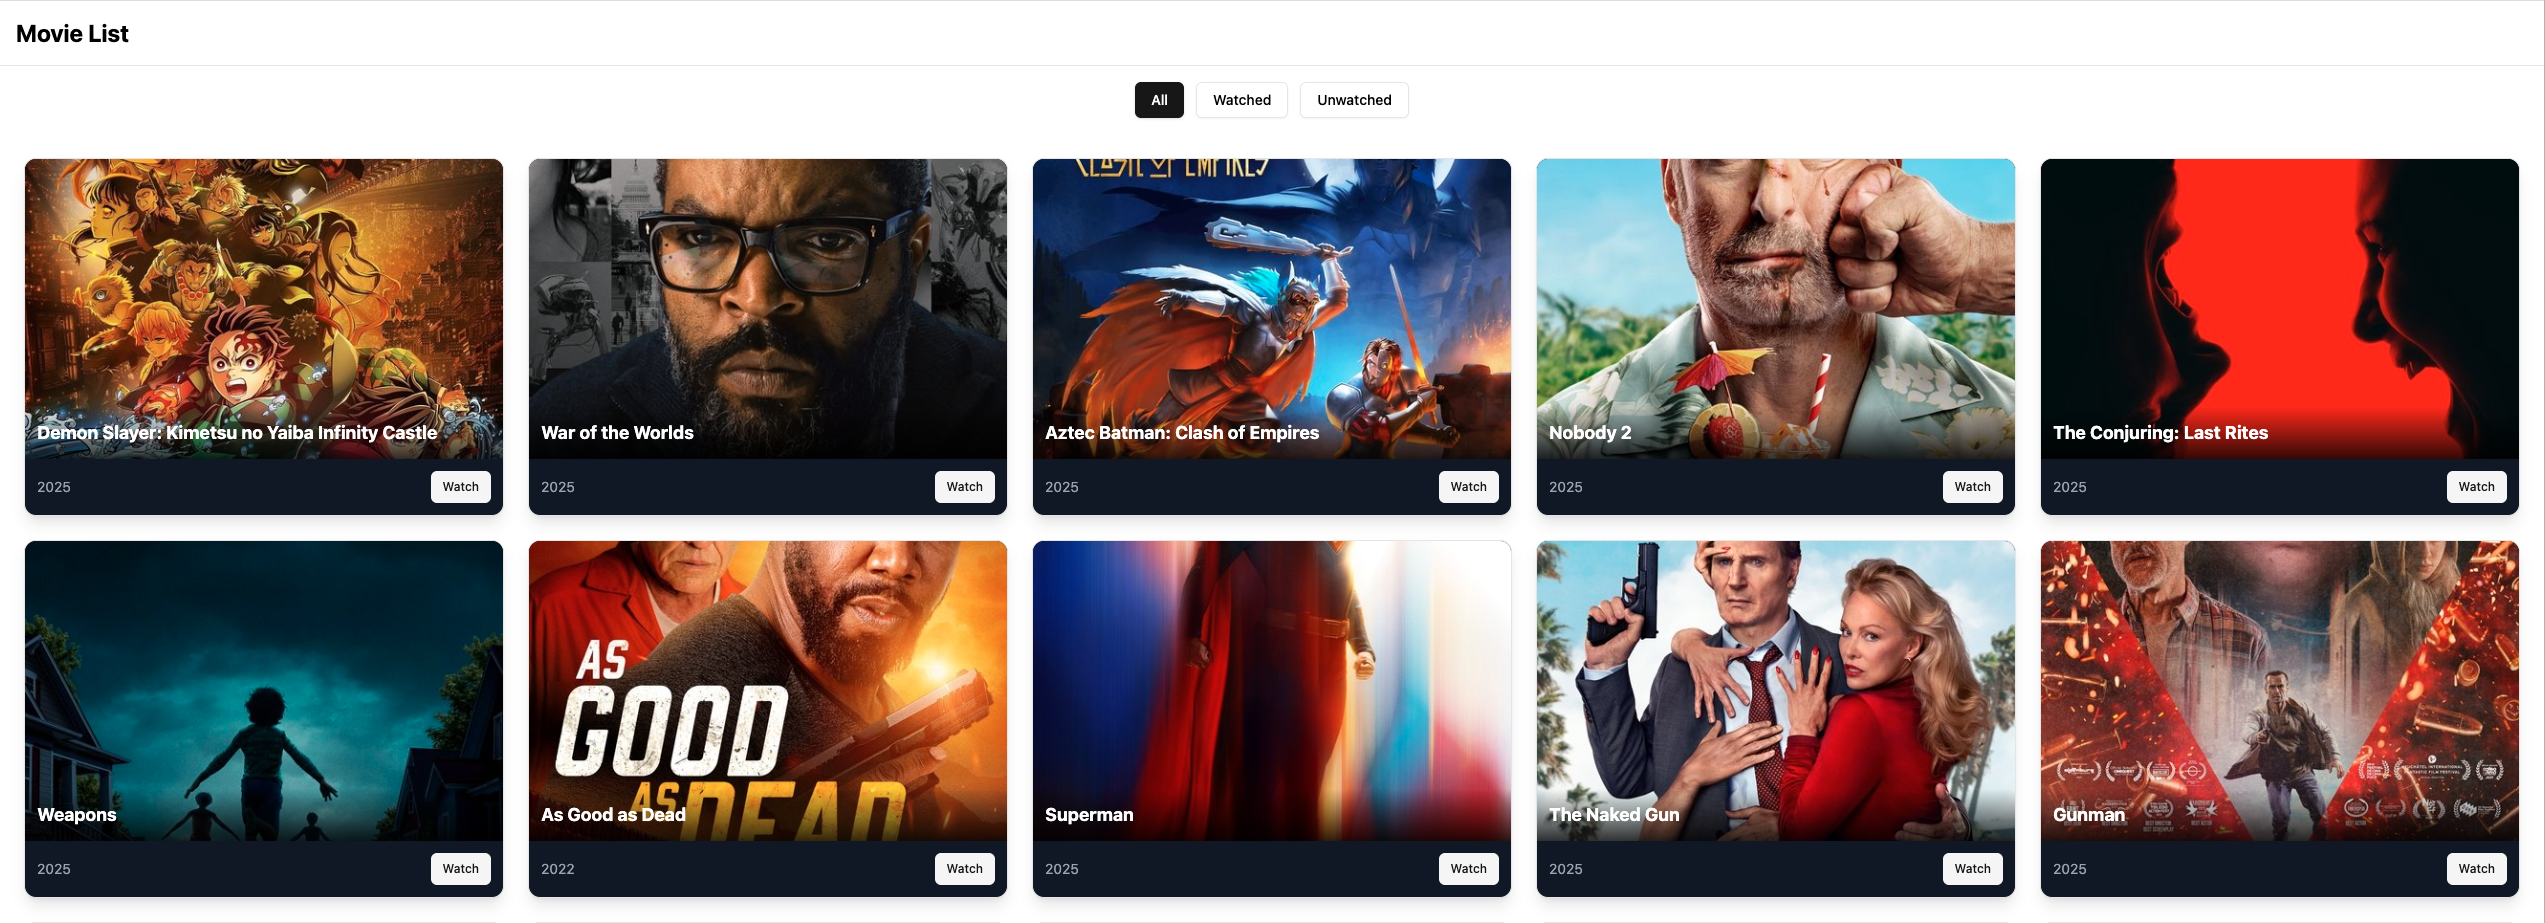 Movie List
All
Watched
Unwatched
CLASH OF EMPIRES
Demon Slayer: Kimetsu no Yaiba Infinity Castle
War of the Worlds
Aztec Batman: Clash of Empires
Nobody 2
The Conjuring: Last Rites
2025
Watch
2025
Watch
2025
Watch
2025
Watch
2025
Watch
AS
GOOD
AS DEAD
Weapons
As Good as Dead
Superman
The Naked Gun
Gunman
2025
Watch
2022
Watch
2025
Watch
2025
Watch
2025
Watch